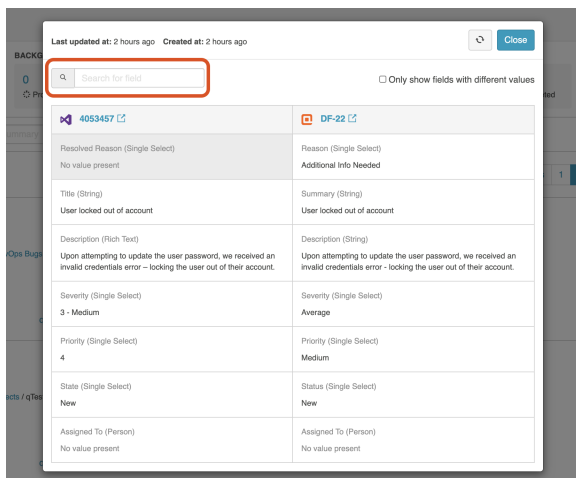 Last updated at: 2 hours ago Created at: 2 hours ago
Close
BACKG
0
Search for field
Only show fields with different values
4053457
DF-22
1
Resolved Reason (Single Select)
No value present
Reason (Single Select)
Additional Info Needed
Title (String)
User locked out of account
Summary (String)
User locked out of account
Description (Rich Text)
Upon attempting to update the user password, we received an
invalid credentials error – locking the user out of their account.
Description (String)
Upon attempting to update the user password, we received an
invalid credentials error - locking the user out of their account.
/Ops Bugs
Severity (Single Select)
3 - Medium
Severity (Single Select)
Average
Priority (Single Select)
4
Priority (Single Select)
Medium
State (Single Select)
New
Status (Single Select)
New
ects / qTes
Assigned To (Person)
No value present
Assigned To (Person)
No value present